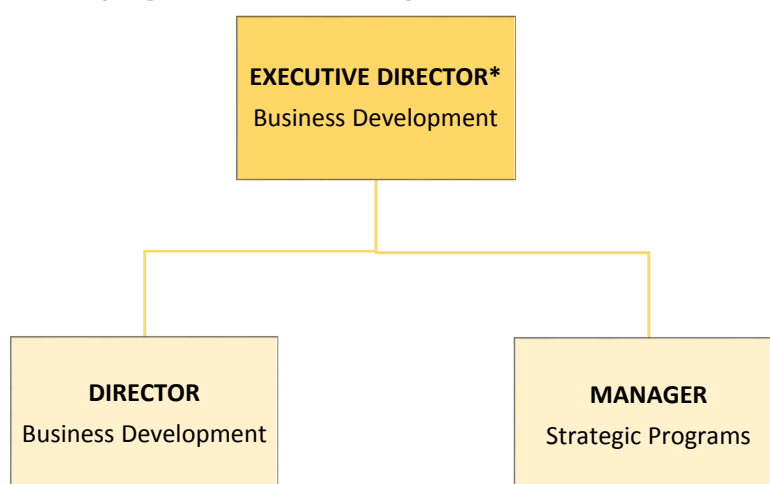 EXECUTIVE DIRECTOR*
Business Development
DIRECTOR
Business Development
MANAGER
Strategic Programs